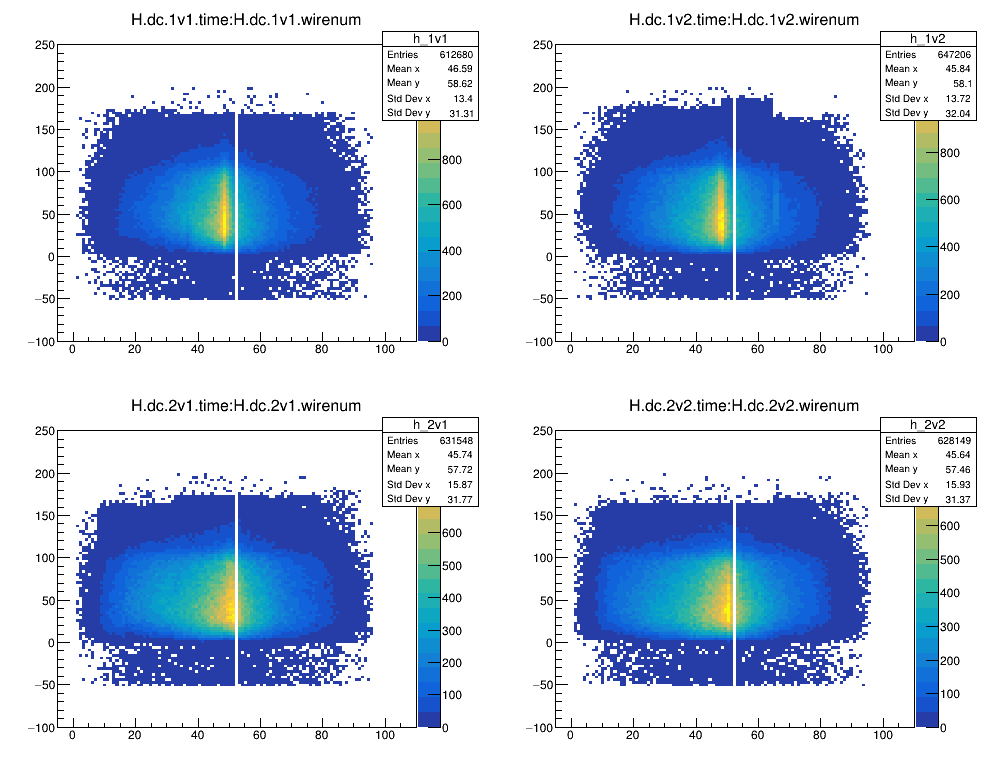 H.dc.1v1.time:H.dc.1v1.wirenum
h_1v1
Entries 612680
Mean x 46.59
Mean y 58.62
Std Dev x 13.4
Std Dev y 31.31
250
200
150
100
50
0
−50
−100
0 20 40 60 80 100
800
600
400
200
0
H.dc.1v2.time:H.dc.1v2.wirenum
h_1v2
Entries 647206
Mean x 45.84
Mean y 58.1
Std Dev x 13.72
Std Dev y 32.04
250
200
150
100
50
0
−50
−100
0 20 40 60 80 100
800
600
400
200
0
H.dc.2v1.time:H.dc.2v1.wirenum
h_2v1
Entries 631548
Mean x 45.74
Mean y 57.72
Std Dev x 15.87
Std Dev y 31.77
250
200
150
100
50
0
−50
−100
0 20 40 60 80 100
600
500
400
300
200
100
0
H.dc.2v2.time:H.dc.2v2.wirenum
h_2v2
Entries 628149
Mean x 45.64
Mean y 57.46
Std Dev x 15.93
Std Dev y 31.37
250
200
150
100
50
0
−50
−100
0 20 40 60 80 100
600
500
400
300
200
100
0